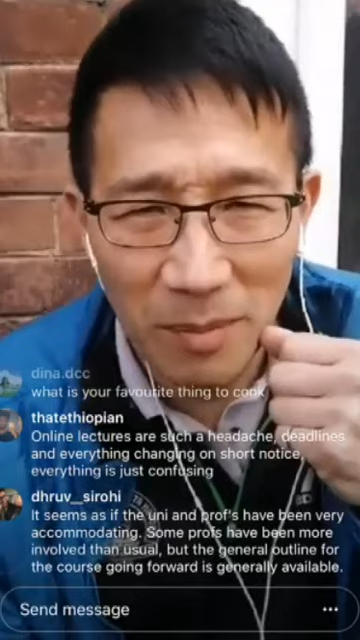 dina.dcc
what is your favourite thing to cook
thatethiopian
Online lectures are such a headache, deadlines
and everything changing on short notice,
everything is just confusing
dhruv__sirohi
It seems as if the uni and prof's have been very
accommodating. Some profs have been more
involved than usual, but the general outline for
the course going forward is generally available.
Send message